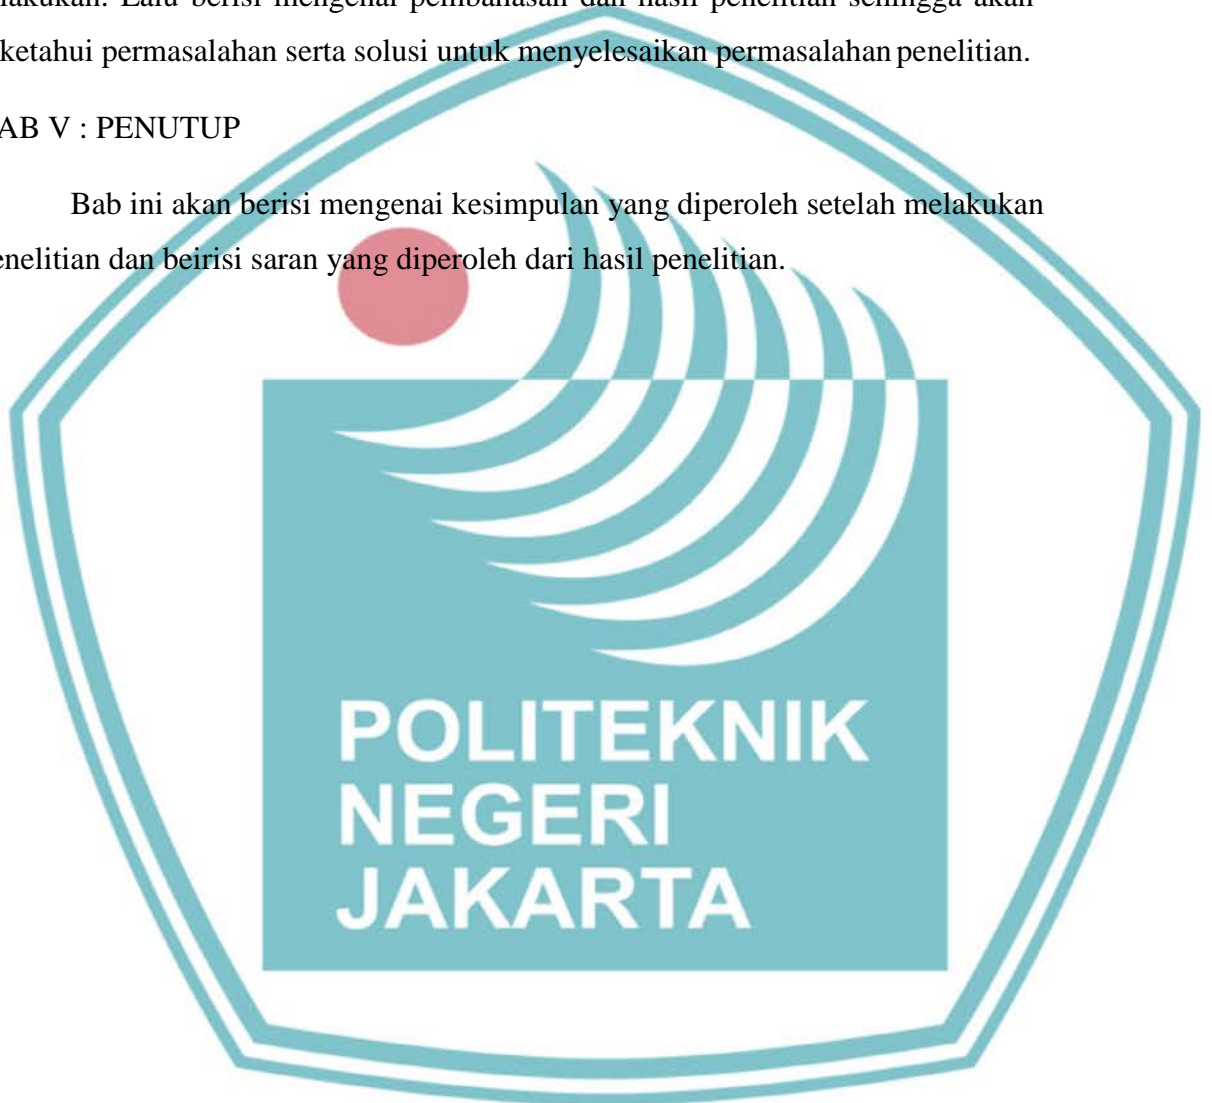 lakukan. Lalu berisi mengenai pembahasan dan hasil penelitian sehingga akan
ketahui permasalahan serta solusi untuk menyelesaikan permasalahan penelitian.
AB V : PENUTUP
Bab ini akan berisi mengenai kesimpulan yang diperoleh setelah melakukan
enelitian dan beirisi saran yang diperoleh dari hasil penelitian.
POLITEKNIK
NEGERI
JAKARTA